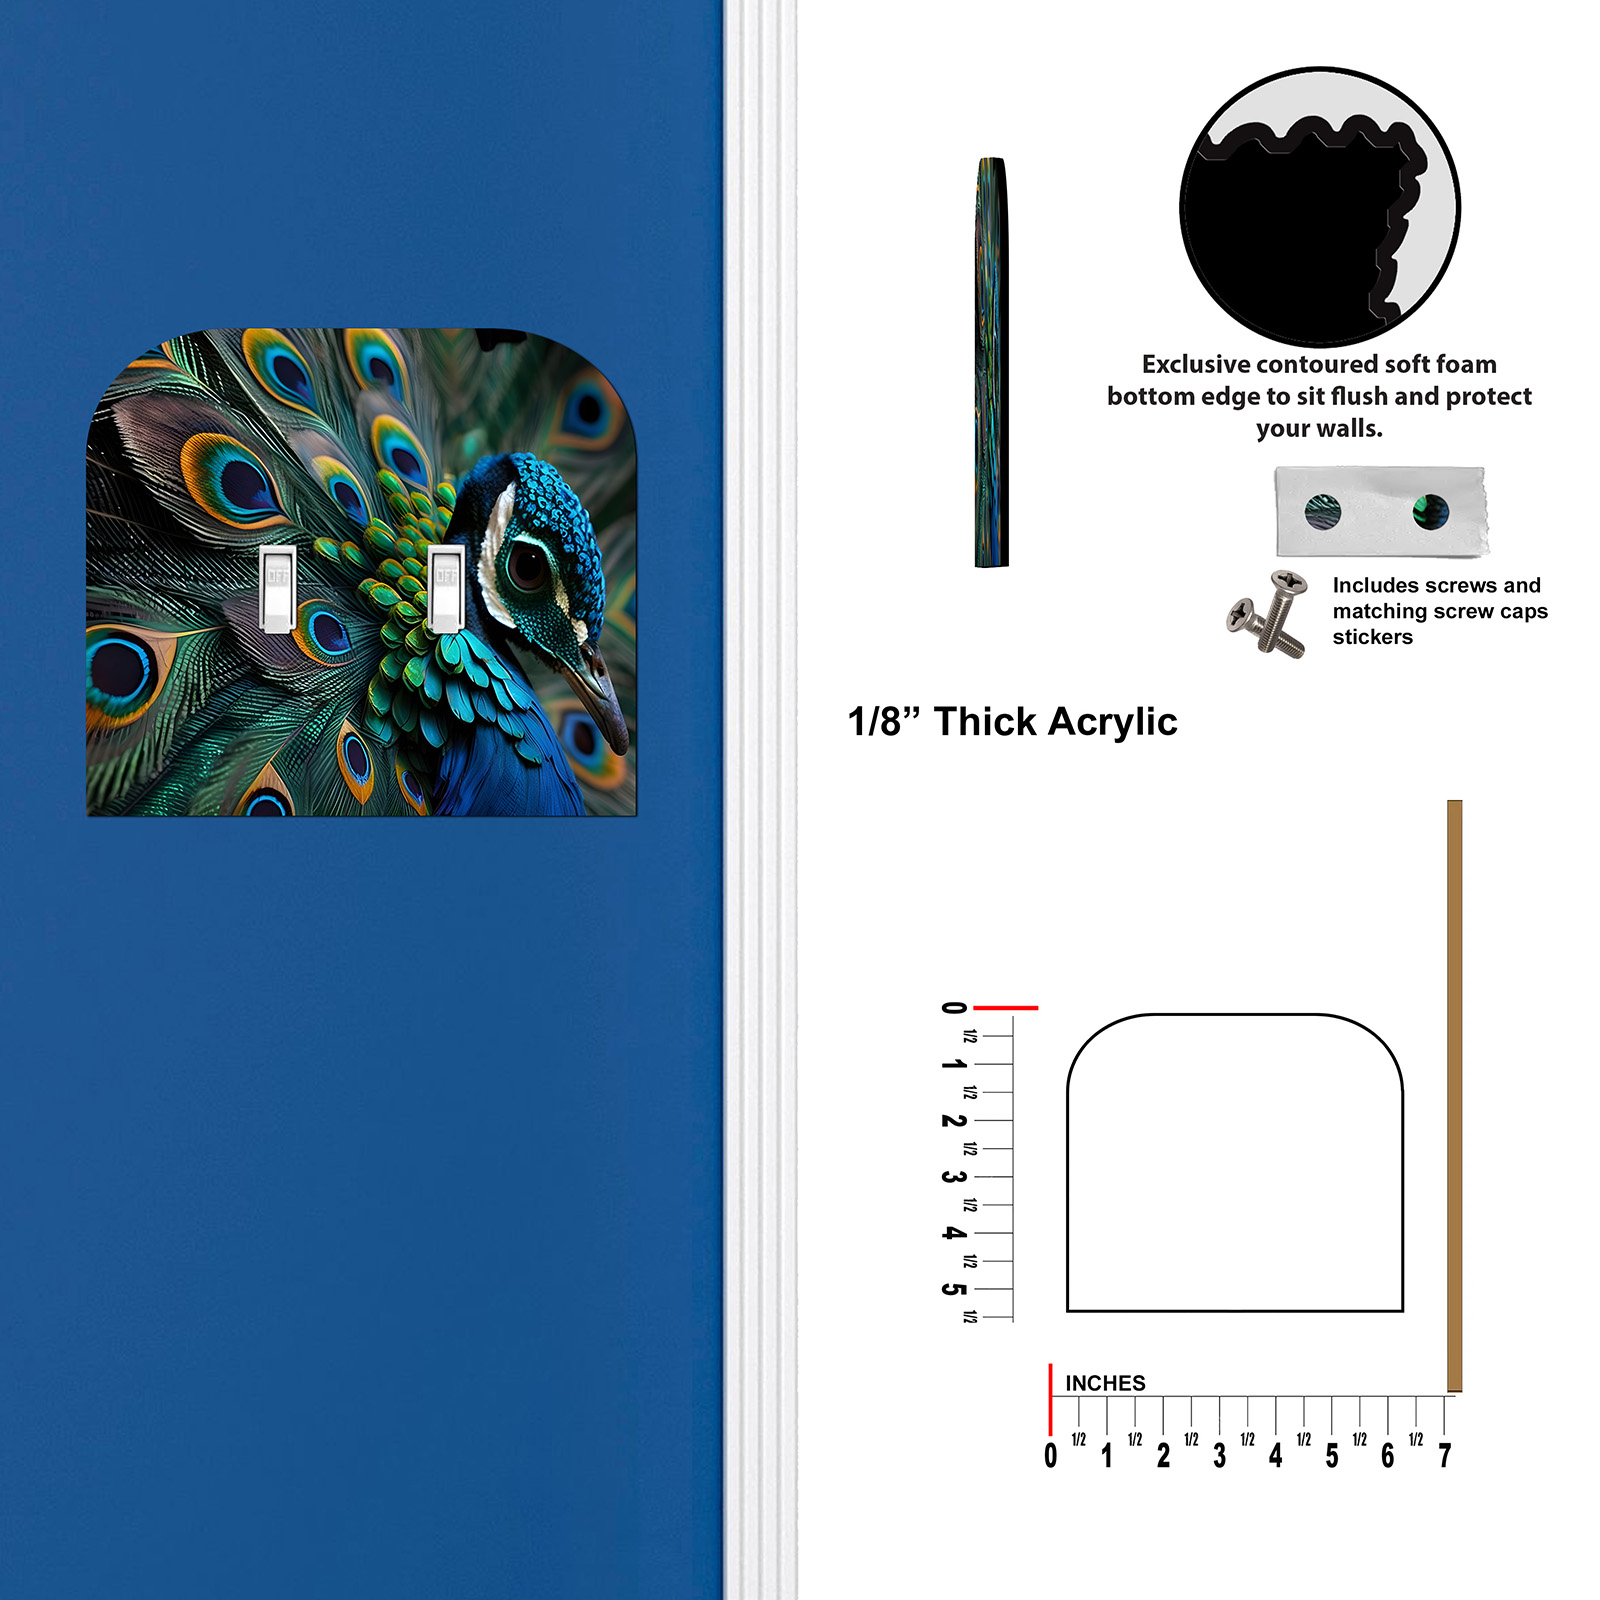 OFF
OFF
Exclusive contoured soft foam
bottom edge to sit flush and protect
your walls.
Includes screws and
matching screw caps
stickers
1/8” Thick Acrylic
0
1/2
1
1/2
2
1/2
3
1/2
4
1/2
5
1/2
INCHES
0 1/2 1 1/2 2 1/2 3 1/2 4 1/2 5 1/2 6 1/2 7